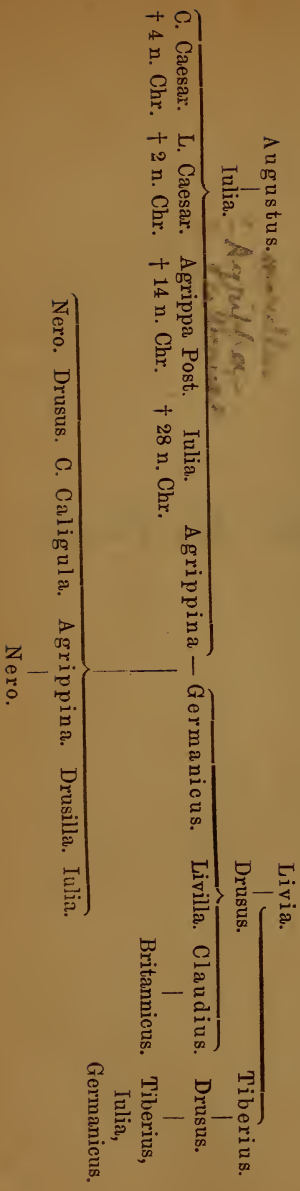 Livia.
Augustus. Drusus. Tiberius.
Iulia. Agrippa
C. Caesar. L. Caesar. Agrippa Post. Iulia. Agrippina — Germanicus. Livilla. Claudius. Drusus.
† 4 n. Chr. † 2 n. Chr. † 14 n. Chr. † 28 n. Chr. Britannicus. Tiberius,
Iulia,
Germanicus.
Nero. Drusus. C. Caligula. Agrippina. Drusilla. Iulia.
Nero.